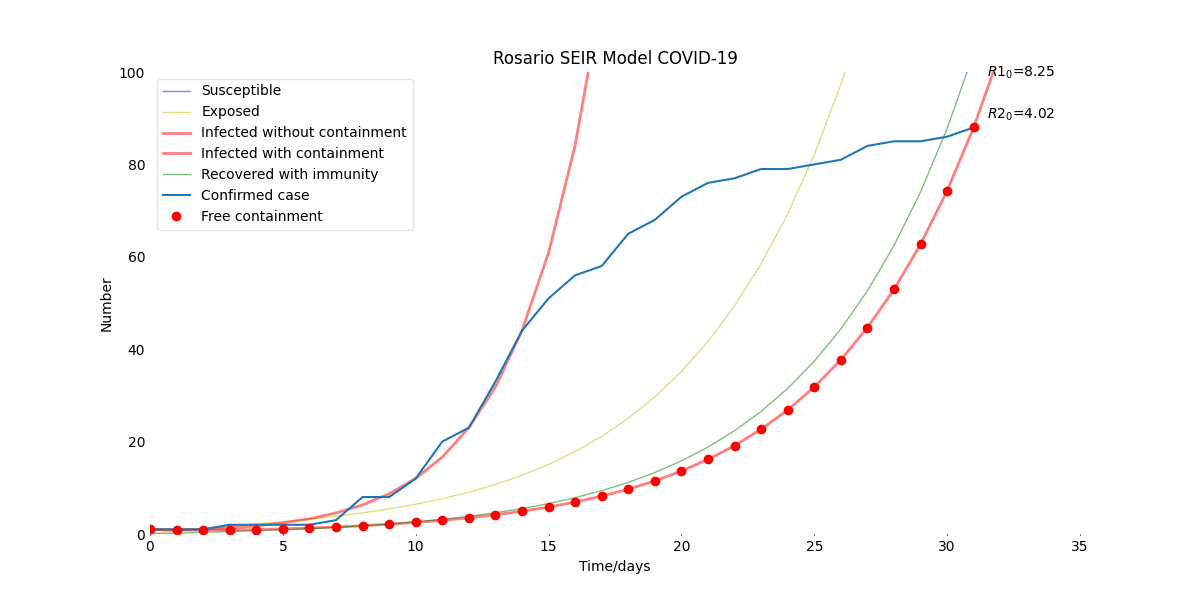 Rosario SEIR Model COVID-19
100
80
60
40
20
0
Number
Susceptible
Exposed
Infected without containment
Infected with containment
Recovered with immunity
Confirmed case
Free containment
R1₀=8.25
R2₀=4.02
0 5 10 15 20 25 30 35
Time/days